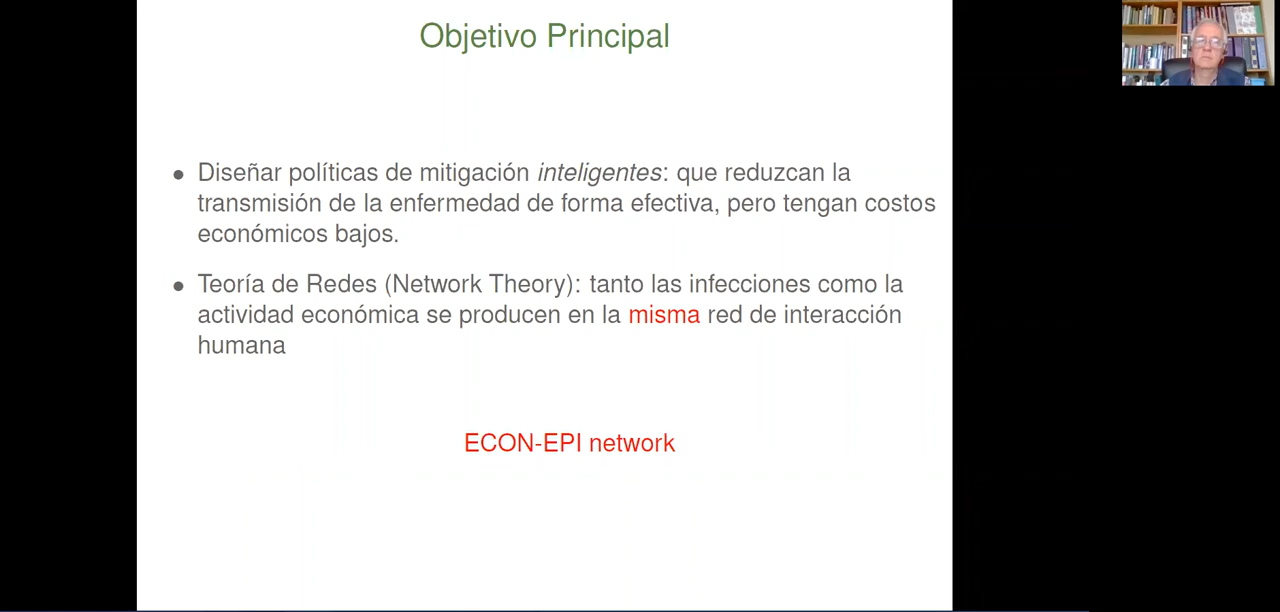 Objetivo Principal
• Diseñar políticas de mitigación inteligentes: que reduzcan la
transmisión de la enfermedad de forma efectiva, pero tengan costos
económicos bajos.
• Teoría de Redes (Network Theory): tanto las infecciones como la
actividad económica se producen en la misma red de interacción
humana
ECON-EPI network